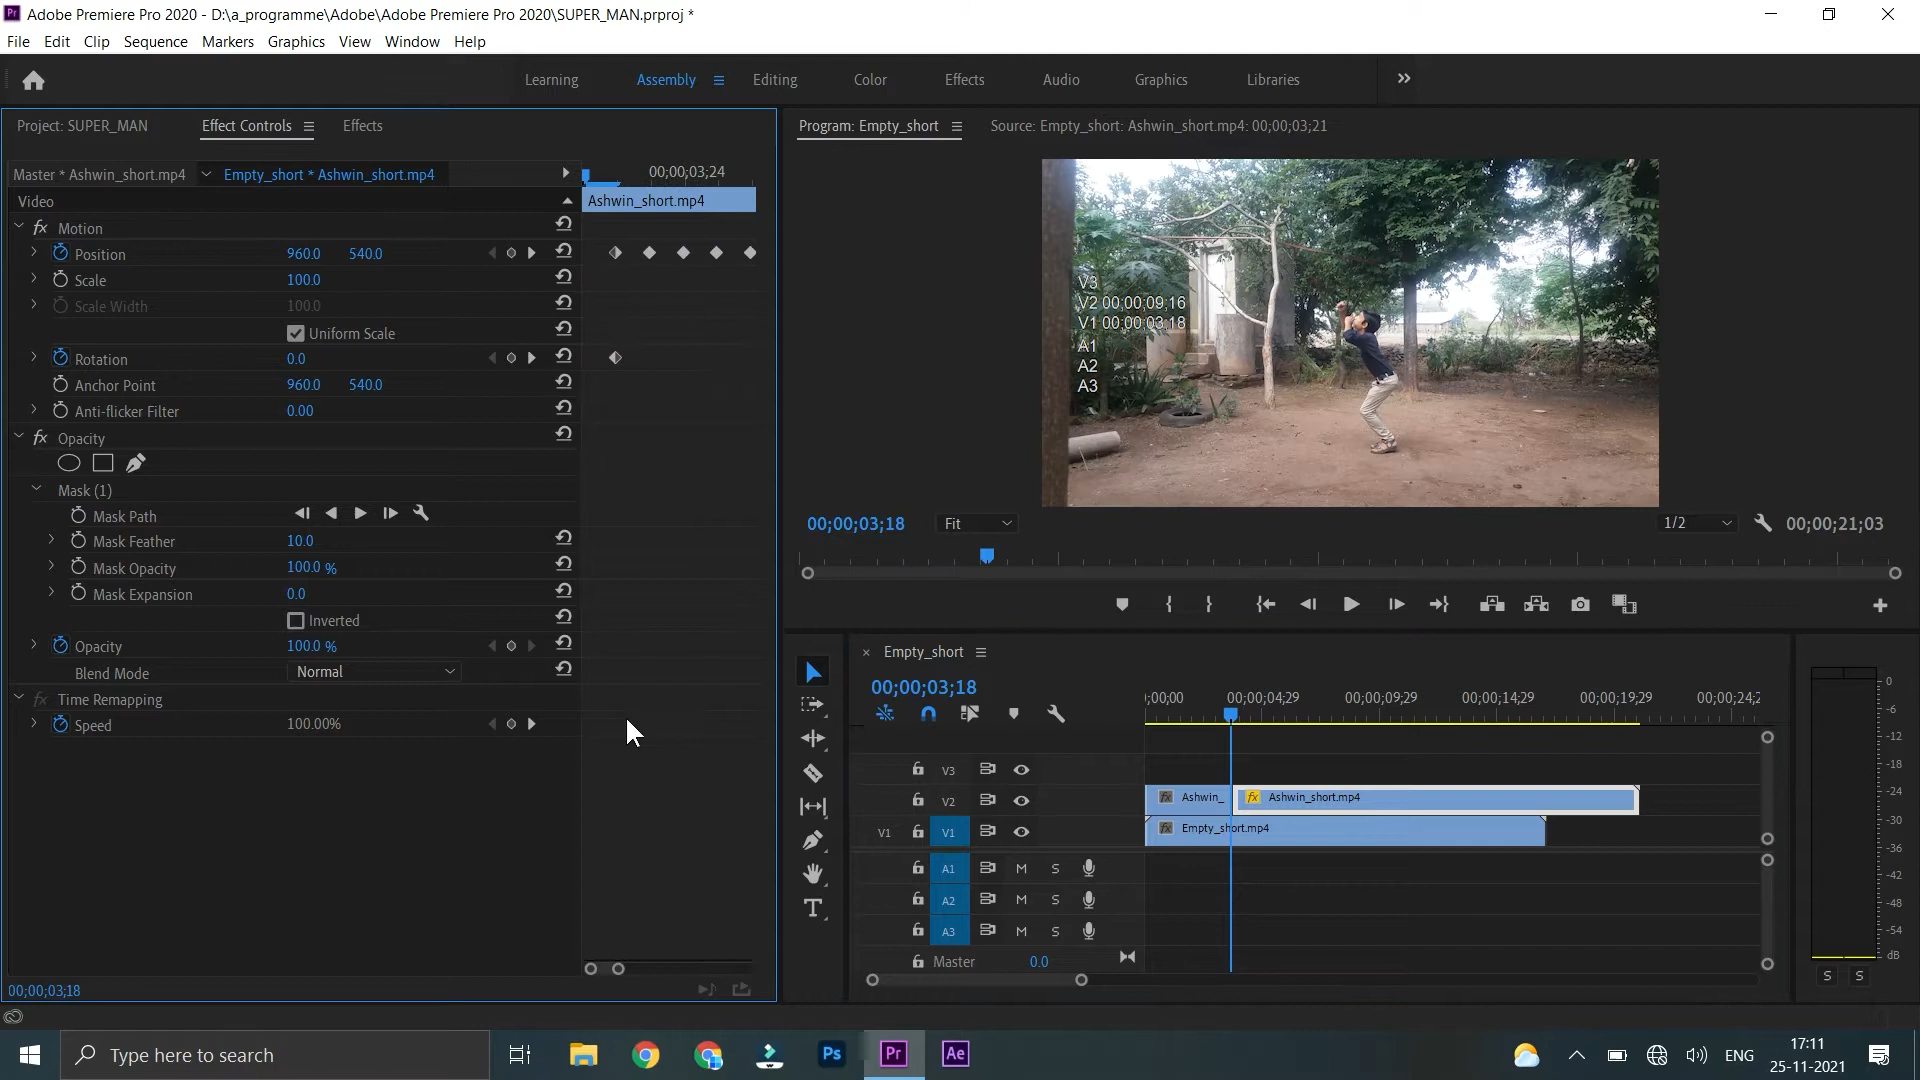 Adobe Premiere Pro 2020 - D:\a_programme\Adobe\Adobe Premiere Pro 2020\SUPER_MAN.prproj *
File Edit Clip Sequence Markers Graphics View Window Help
Learning Assembly Editing Color Effects Audio Graphics Libraries
Project: SUPER_MAN Effect Controls Effects
Program: Empty_short Source: Empty_short: Ashwin_short.mp4: 00;00;03;21
Master * Ashwin_short.mp4 Empty_short * Ashwin_short.mp4 00;00;03;24
Video Ashwin_short.mp4
fx Motion
Position 960.0 540.0
Scale 100.0
Scale Width 100.0
Uniform Scale
Rotation 0.0
Anchor Point 960.0 540.0
Anti-flicker Filter 0.00
fx Opacity
Mask (1)
Mask Path
Mask Feather 10.0
Mask Opacity 100.0 %
Mask Expansion 0.0
Inverted
Opacity 100.0 %
Blend Mode Normal
fx Time Remapping
Speed 100.00%
00;00;03;18
V3
V2 00;00;09;16
V1 00;00;03;18
A1
A2
A3
00;00;03;18 Fit 1/2 00;00;21;03
Empty_short
00;00;03;18
;00;00 00;00;04;29 00;00;09;29 00;00;14;29 00;00;19;29 00;00;24;2
V3
V2 fx Ashwin_ fx Ashwin_short.mp4
V1 V1 fx Empty_short.mp4
A1 M S
A2 M S
A3 M S
Master 0.0
0
-6
-12
-18
-24
-30
-36
-42
-48
-54
dB
S S
Type here to search
Ps Pr Ae
ENG
17:11
25-11-2021